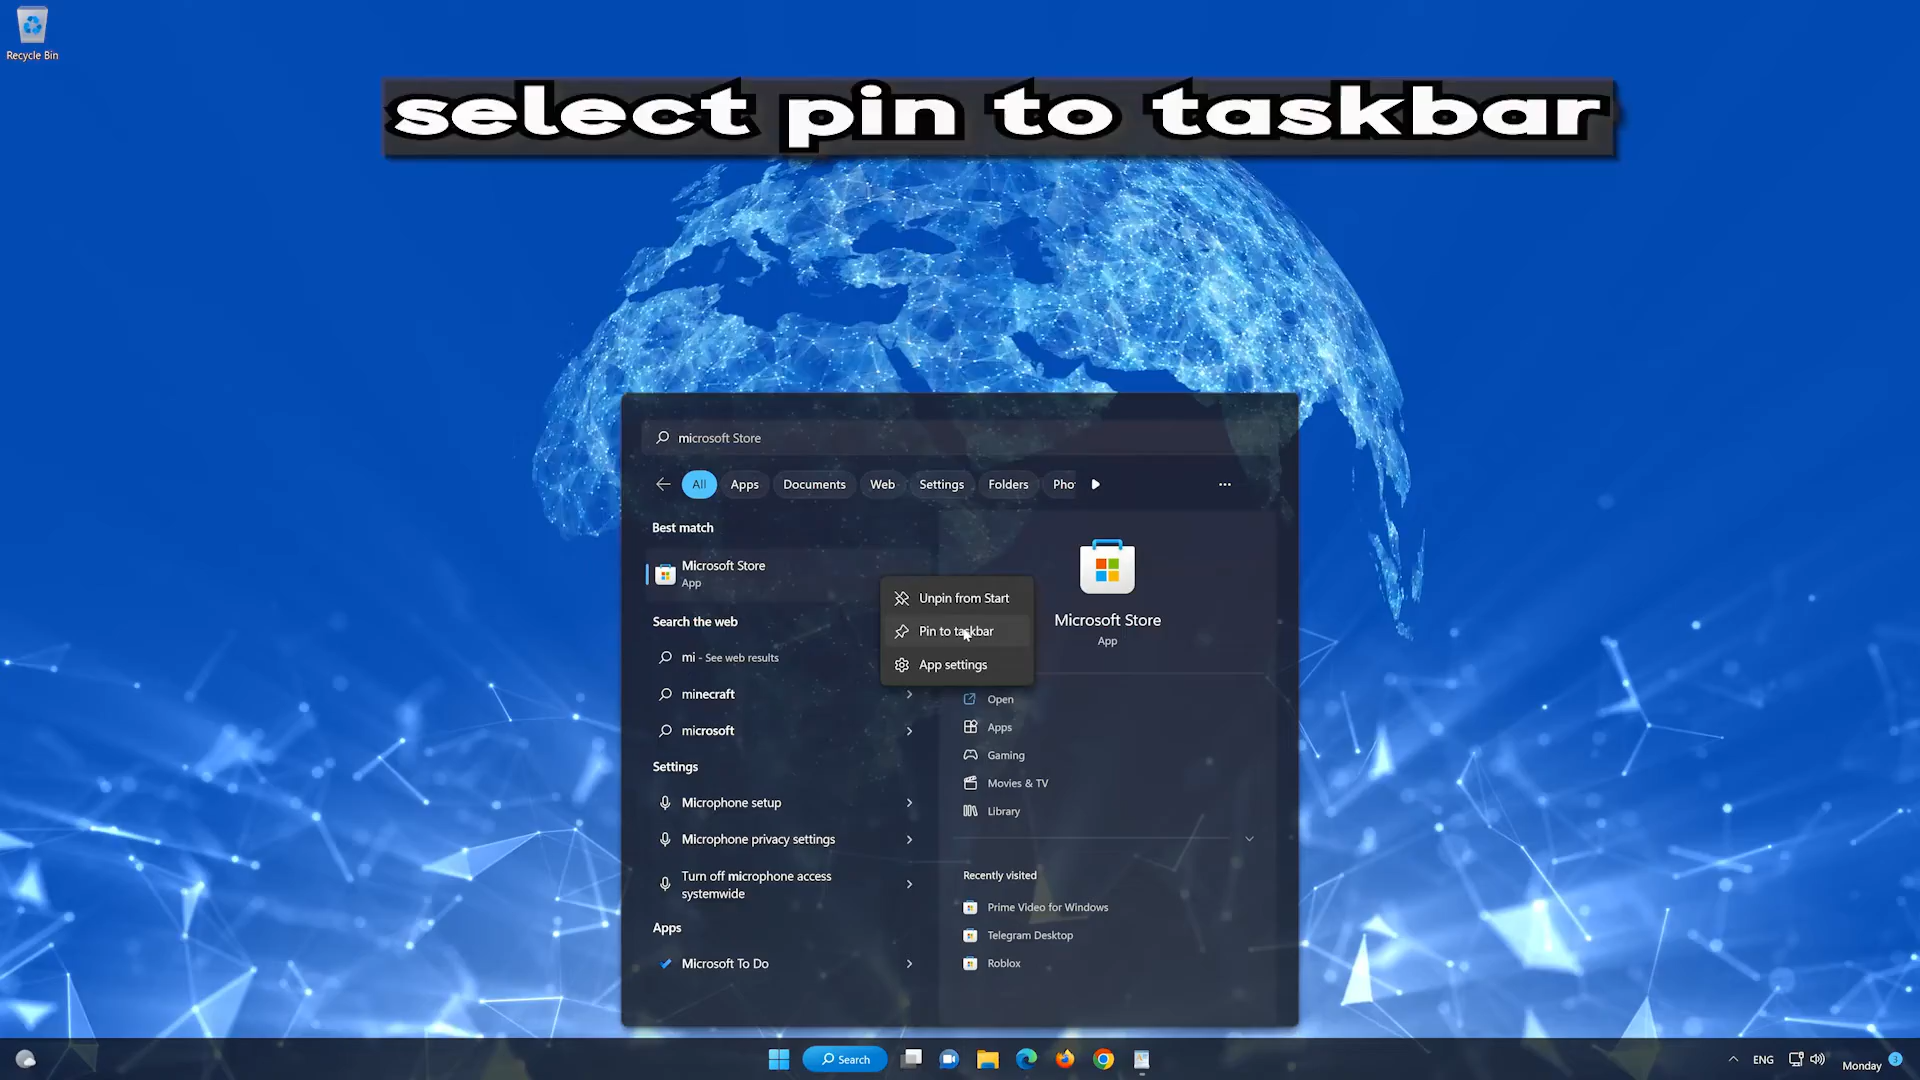 Recycle Bin
select pin to taskbar
microsoft Store
All
Apps
Documents
Web
Settings
Folders
Pho
Best match
Microsoft Store
App
Search the web
mi - See web results
minecraft
microsoft
Settings
Microphone setup
Microphone privacy settings
Turn off microphone access
systemwide
Apps
Microsoft To Do
Unpin from Start
Pin to taskbar
App settings
Microsoft Store
App
Open
Apps
Gaming
Movies & TV
Library
Recently visited
Prime Video for Windows
Telegram Desktop
Roblox
Search
ENG
Monday
3